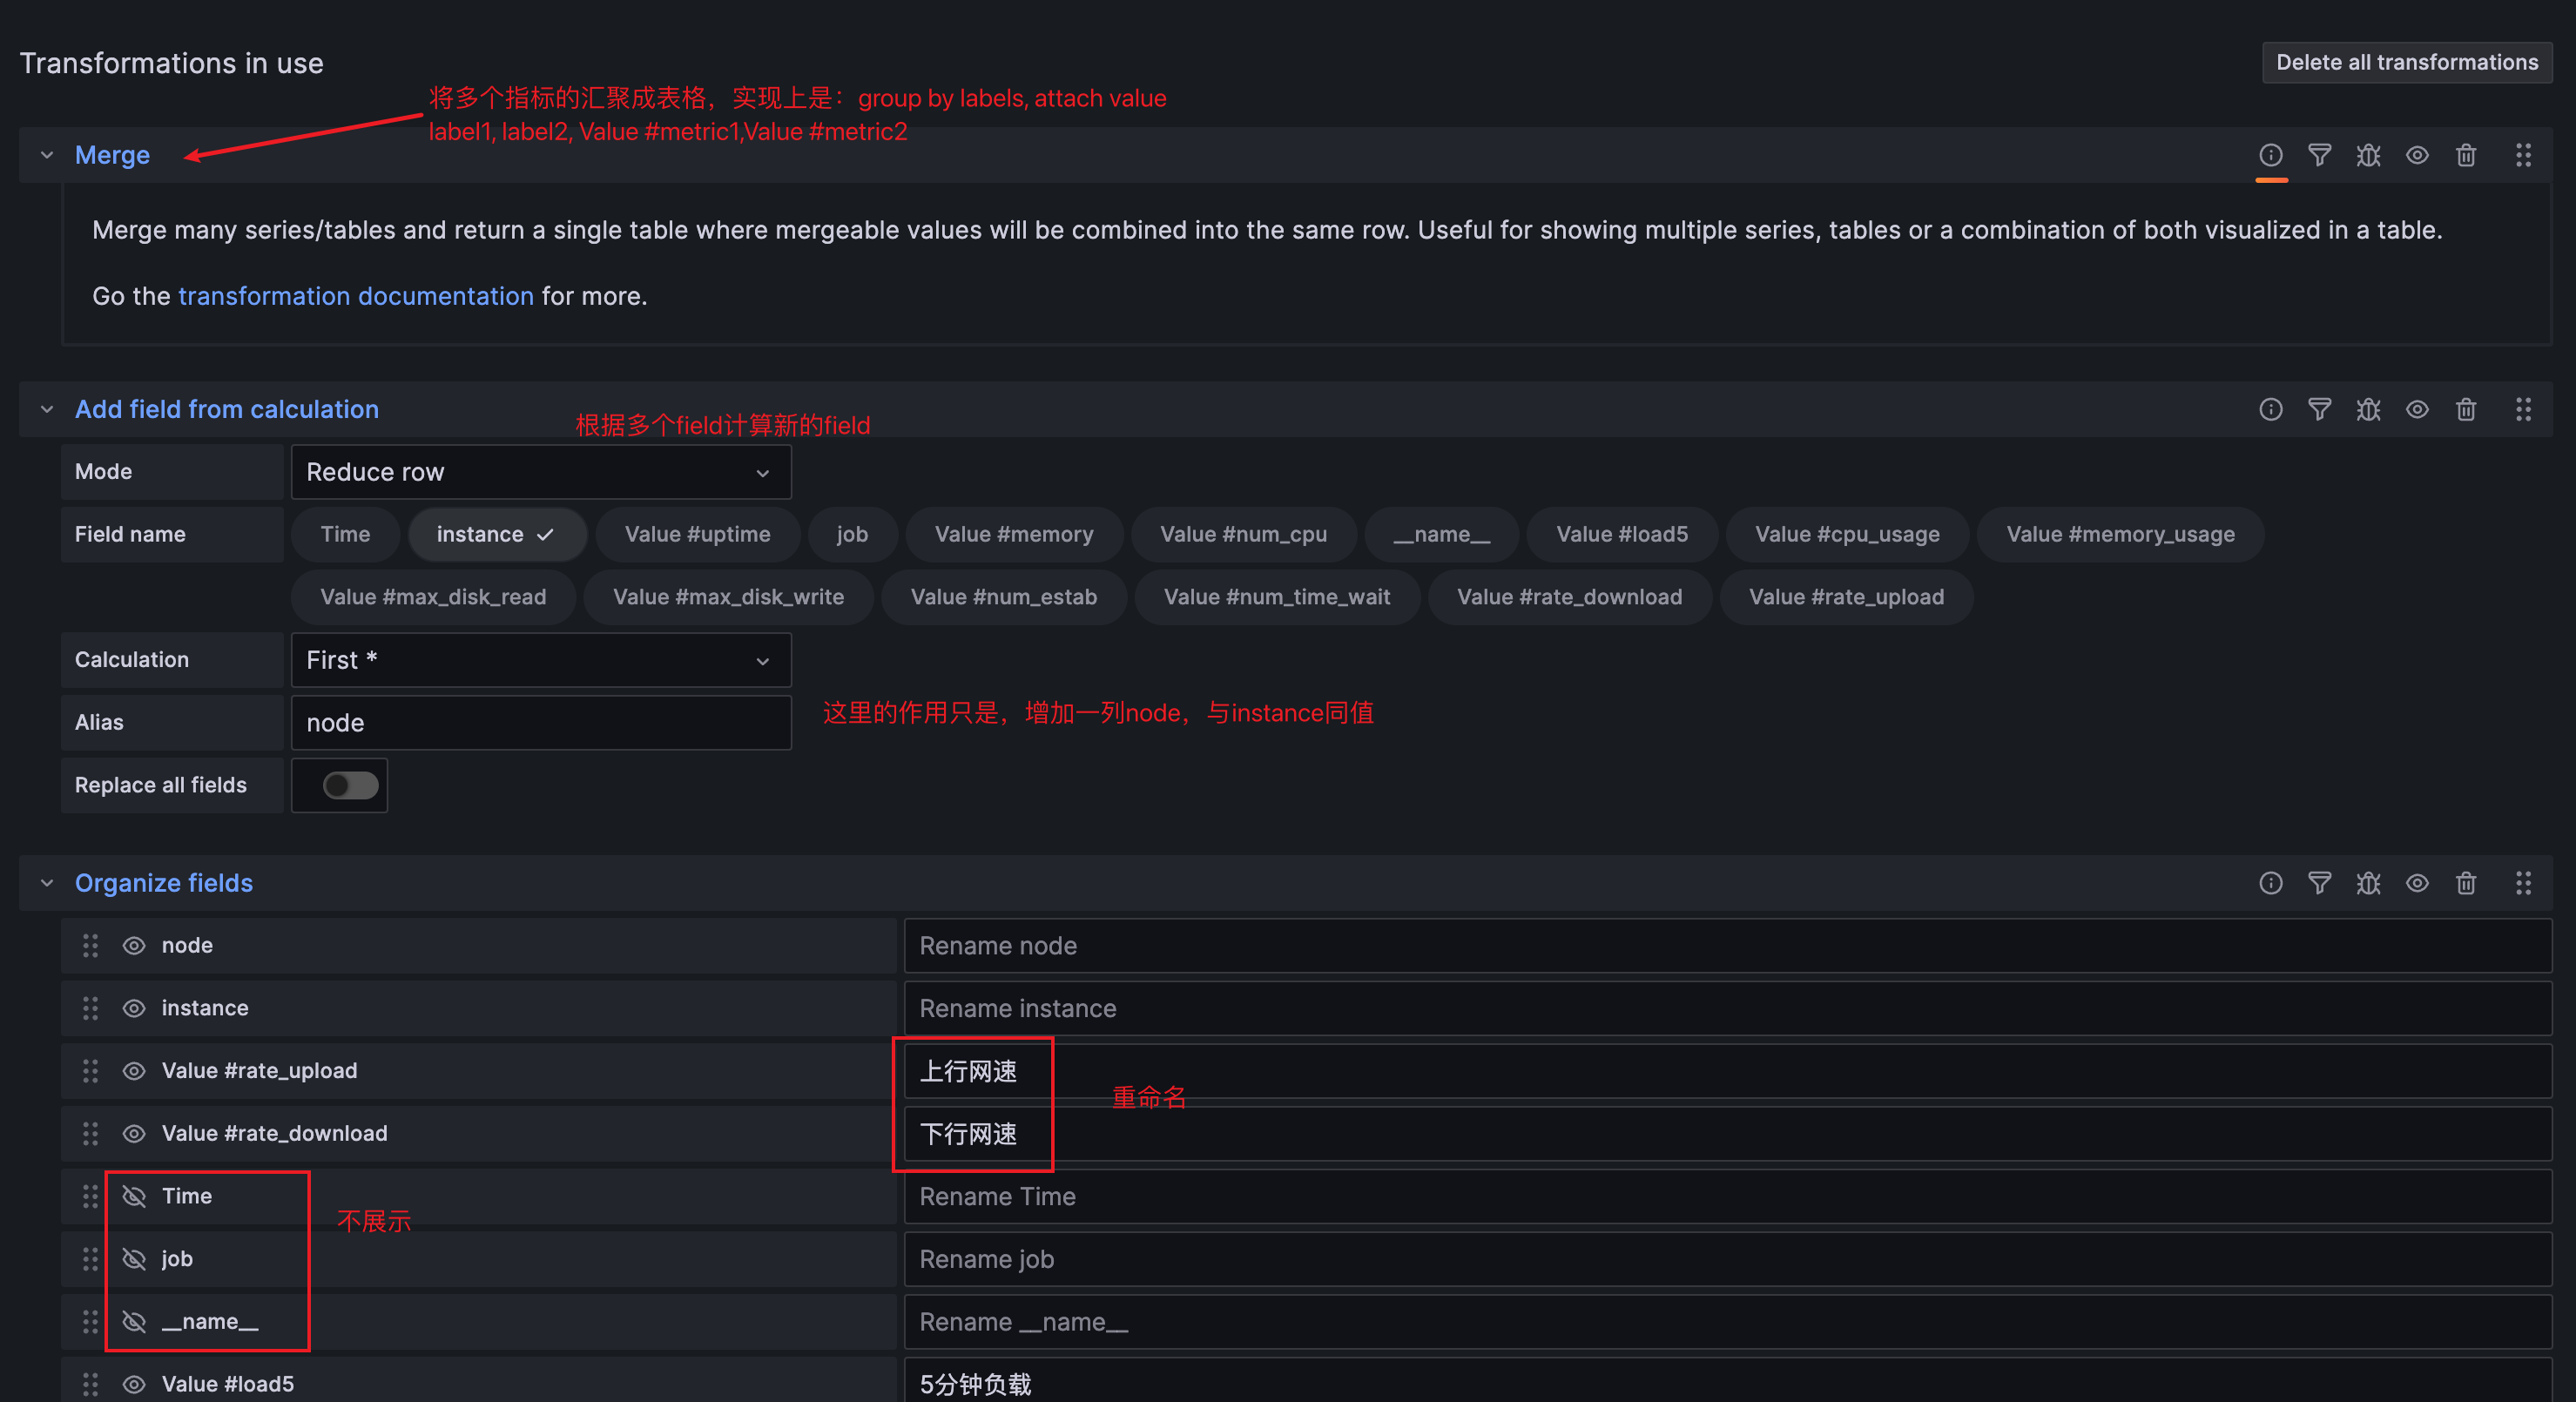 Transformations in use
Delete all transformations
将多个指标的汇聚成表格，实现上是：group by labels, attach value
label1, label2, Value #metric1,Value #metric2
Merge
Merge many series/tables and return a single table where mergeable values will be combined into the same row. Useful for showing multiple series, tables or a combination of both visualized in a table.
Go the transformation documentation for more.
Add field from calculation
根据多个field计算新的field
Mode
Reduce row
Field name
Time
instance
Value #uptime
job
Value #memory
Value #num_cpu
__name__
Value #load5
Value #cpu_usage
Value #memory_usage
Value #max_disk_read
Value #max_disk_write
Value #num_estab
Value #num_time_wait
Value #rate_download
Value #rate_upload
Calculation
First *
Alias
node
这里的作用只是，增加一列node，与instance同值
Replace all fields
Organize fields
node
Rename node
instance
Rename instance
Value #rate_upload
上行网速
重命名
Value #rate_download
下行网速
Time
Rename Time
不展示
job
Rename job
__name__
Rename __name__
Value #load5
5分钟负载